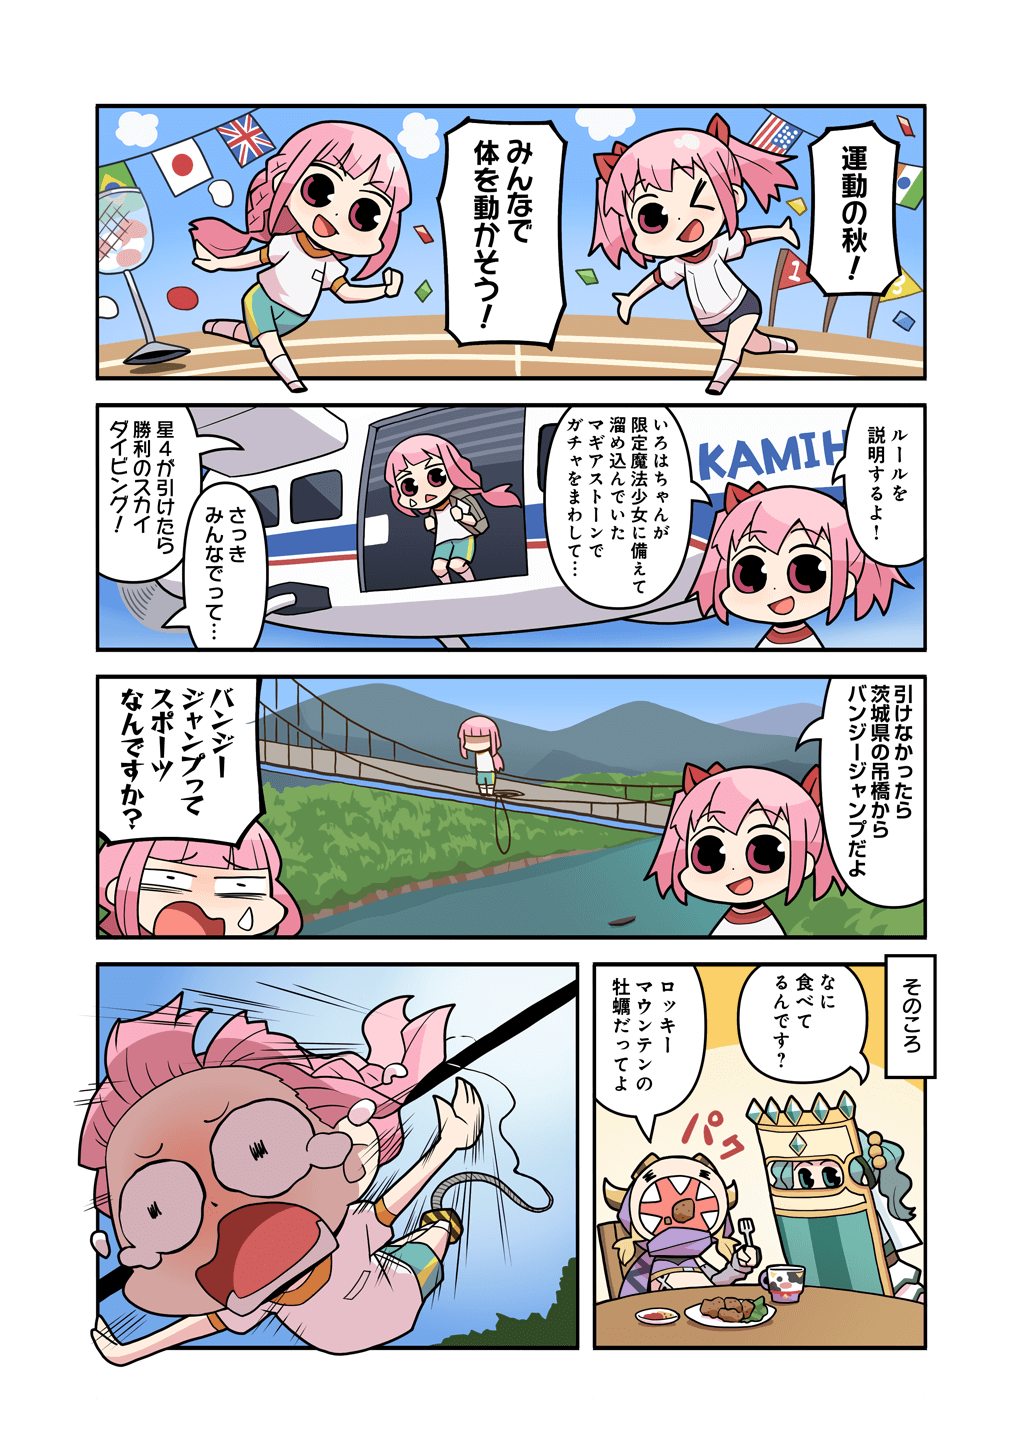 運動の秋！
みんなで
体を動かそう！
1
3
ルールを
説明するよ！
KAMIH
いろはちゃんが
限定魔法少女に備えて
溜め込んでいた
マギアストーンで
ガチャをまわして…
星4が引けたら
勝利のスカイ
ダイビング！
さっき
みんなでって…
引けなかったら
茨城県の吊橋から
バンジージャンプだよ
バンジー
ジャンプって
スポーツ
なんですか？
そのころ
なに
食べて
るんです？
ロッキー
マウンテンの
牡蠣だってよ
パク